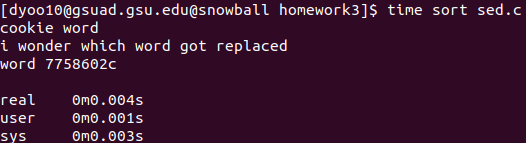 [dyoo10@gsuad.gsu.edu@snowball homework3]$ time sort sed.c
cookie word
i wonder which word got replaced
word 7758602c

real    0m0.004s
user    0m0.001s
sys     0m0.003s